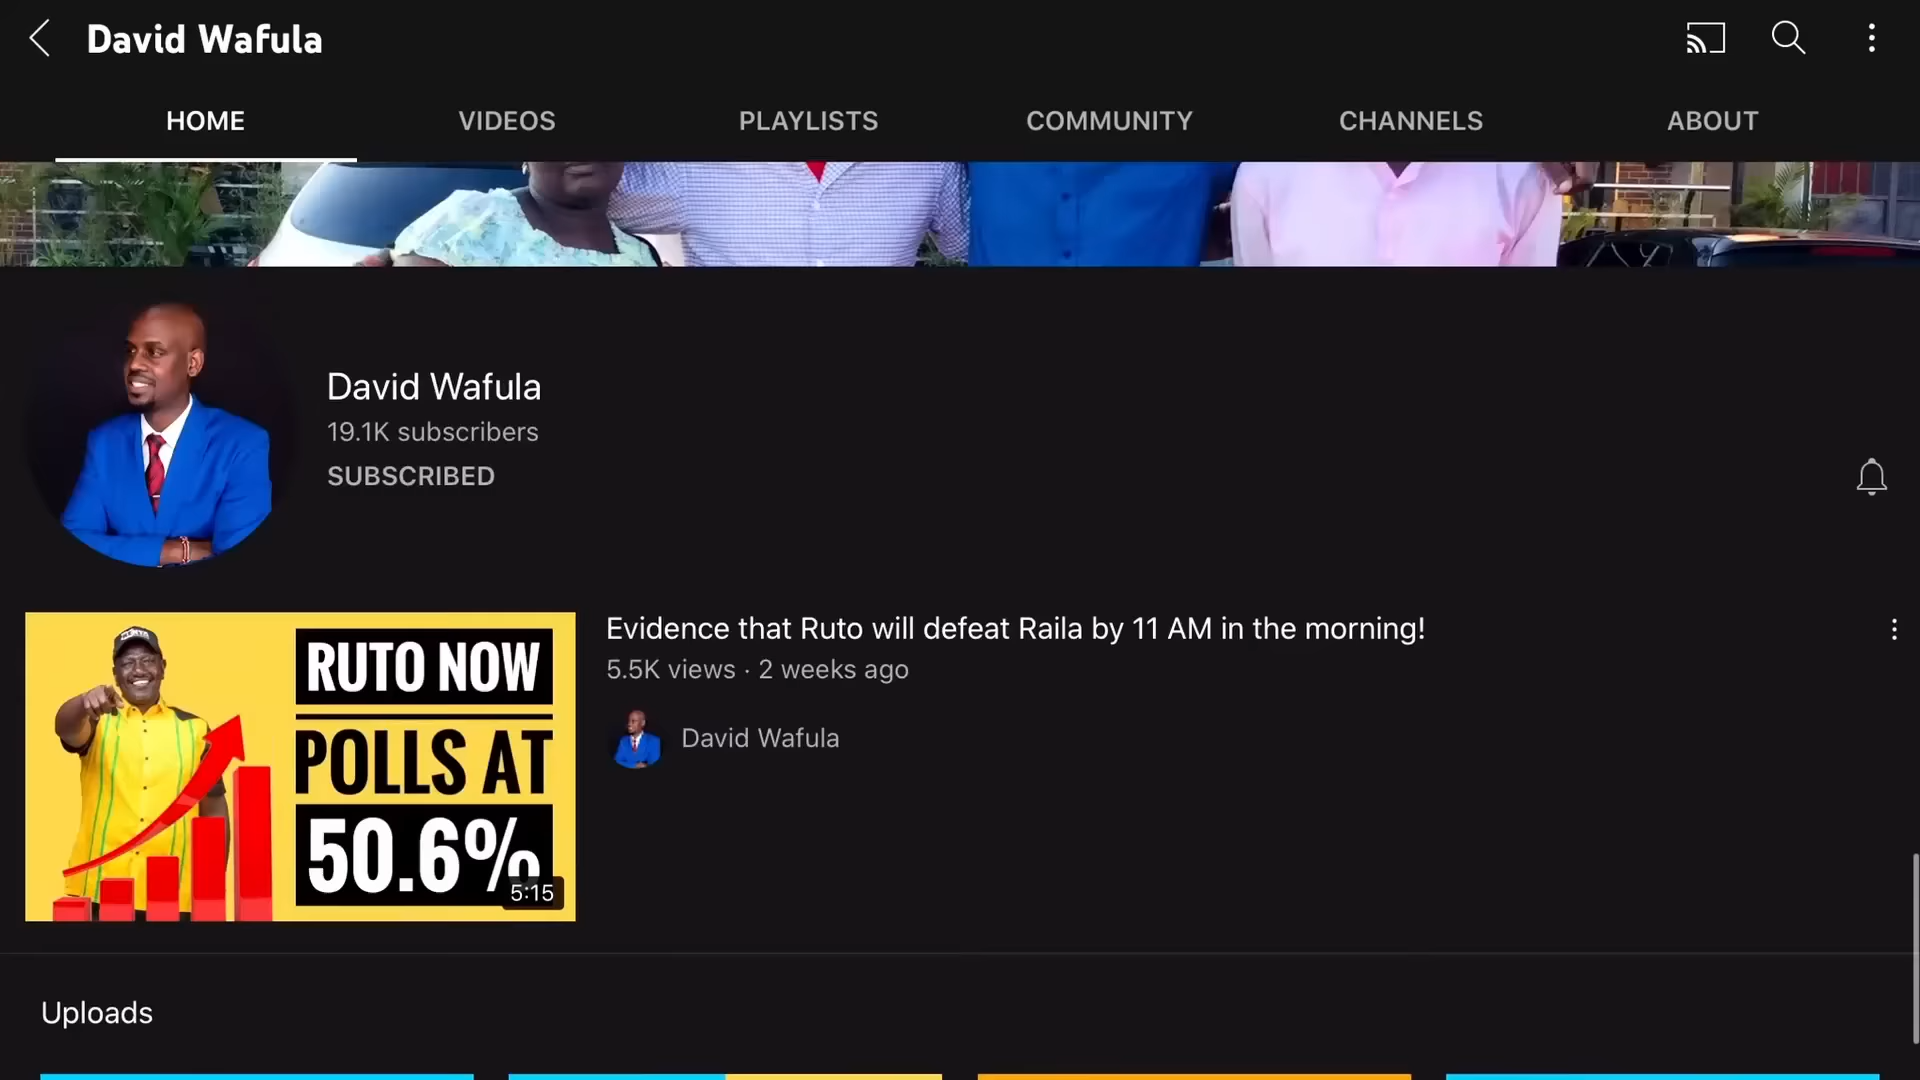 David Wafula
HOME
VIDEOS
PLAYLISTS
COMMUNITY
CHANNELS
ABOUT
David Wafula
19.1K subscribers
SUBSCRIBED
RUTO NOW
POLLS AT
50.6%
5:15
Evidence that Ruto will defeat Raila by 11 AM in the morning!
5.5K views · 2 weeks ago
David Wafula
Uploads